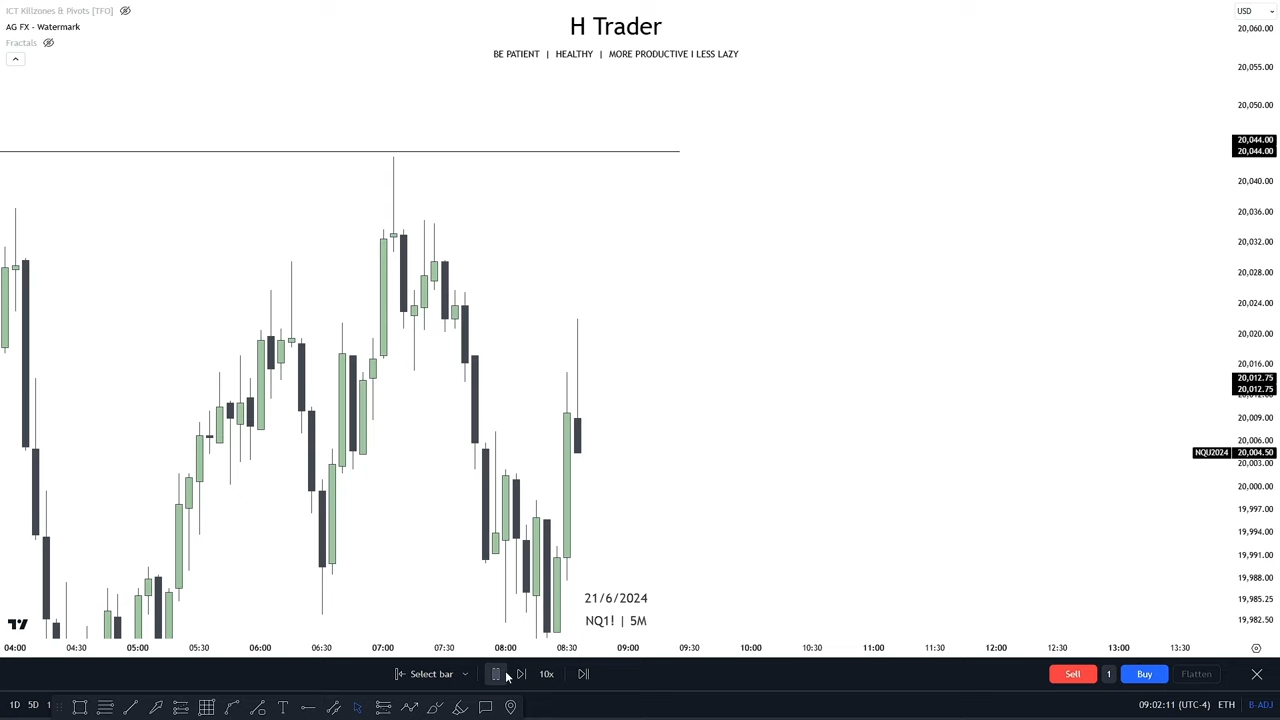 ICT Killzones & Pivots [TFO]
AG FX - Watermark
Fractals
H Trader
BE PATIENT | HEALTHY | MORE PRODUCTIVE I LESS LAZY
USD
20,060.00
20,055.00
20,050.00
20,044.00
20,044.00
20,040.00
20,036.00
20,032.00
20,028.00
20,024.00
20,020.00
20,016.00
20,012.75
20,012.75
20,009.00
20,006.00
NQU2024 20,004.50
20,003.00
20,000.00
19,997.00
19,994.00
19,991.00
19,988.00
19,985.25
19,982.50
21/6/2024
NQ1! | 5M
04:00 04:30 05:00 05:30 06:00 06:30 07:00 07:30 08:00 08:30 09:00 09:30 10:00 10:30 11:00 11:30 12:00 12:30 13:00 13:30
Select bar 10x Sell 1 Buy Flatten
1D 5D 09:02:11 (UTC-4) ETH B-ADJ